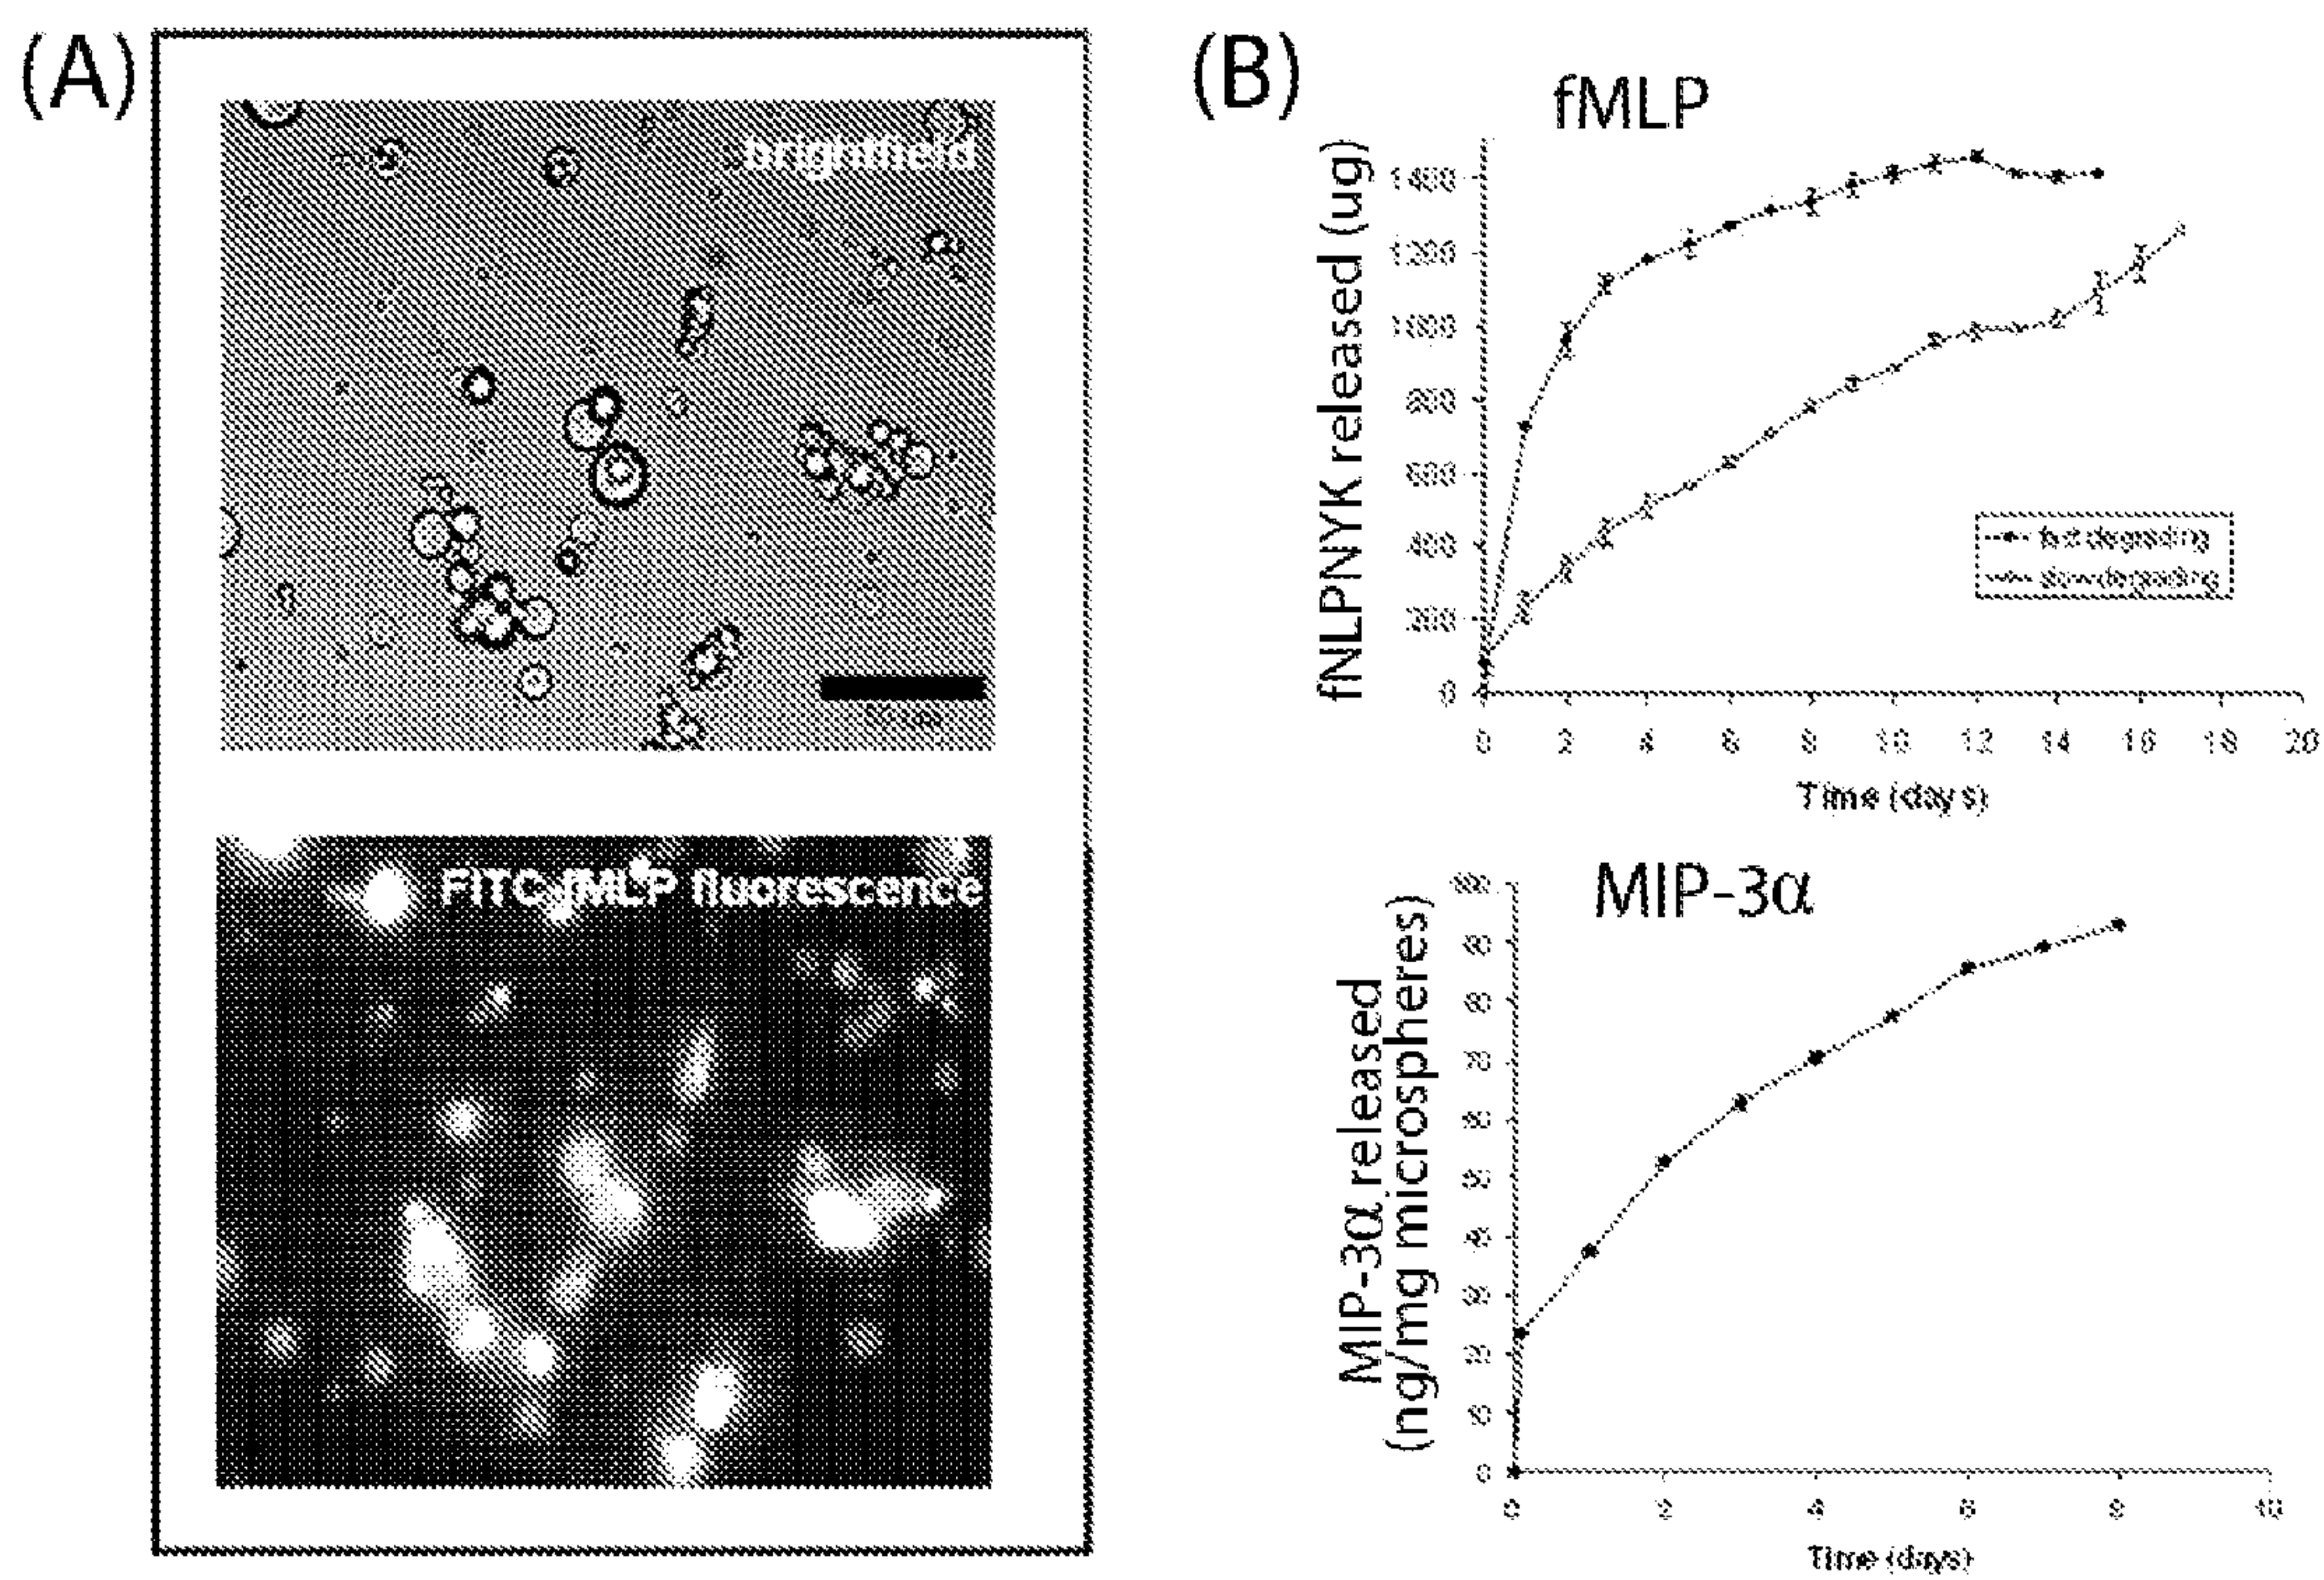 (A)
brightfield
50 um
FITC-fMLP fluorescence
(B)
fMLP
fNLPNYK released (ug)
1400
1200
1000
800
600
400
200
0
0 2 4 6 8 10 12 14 16 18 20
Time (days)
fast degrading
slow degrading
MIP-3α
MIP-3α released
(ng/mg microspheres)
100
90
80
70
60
50
40
30
20
10
0
0 2 4 6 8 10
Time (days)